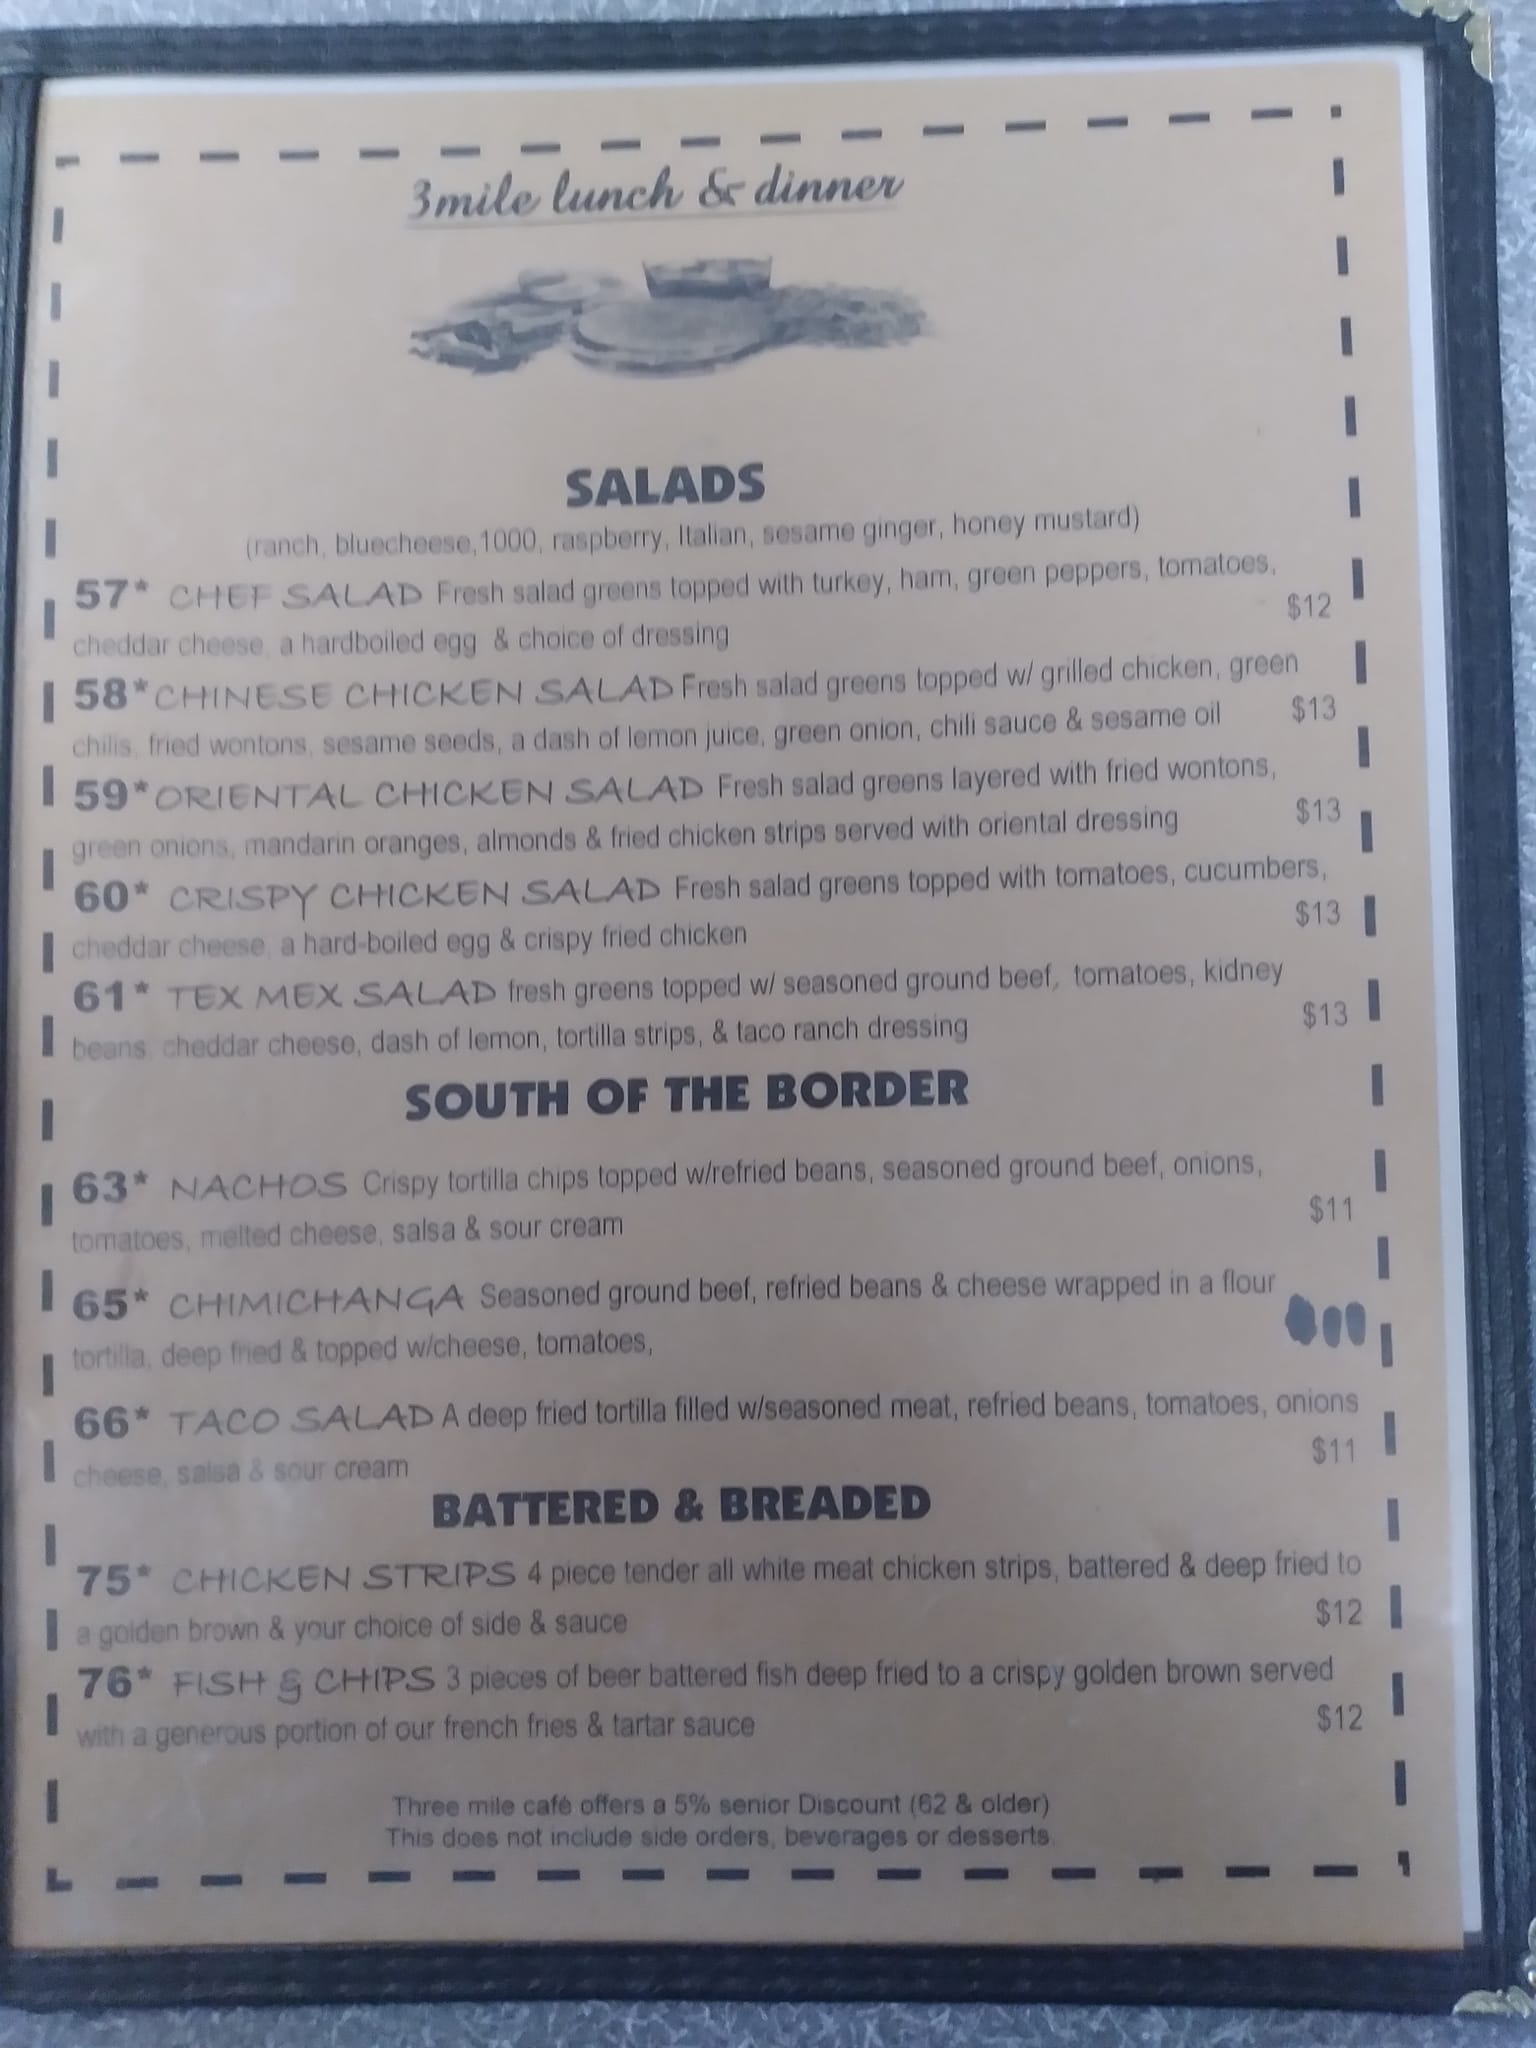 3mile lunch & dinner
SALADS
(ranch, bluecheese,1000, raspberry, Italian, sesame ginger, honey mustard)
57* CHEF SALAD Fresh salad greens topped with turkey, ham, green peppers, tomatoes,
cheddar cheese, a hardboiled egg & choice of dressing $12
58* CHINESE CHICKEN SALAD Fresh salad greens topped w/ grilled chicken, green
chilis, fried wontons, sesame seeds, a dash of lemon juice, green onion, chili sauce & sesame oil $13
59* ORIENTAL CHICKEN SALAD Fresh salad greens layered with fried wontons,
green onions, mandarin oranges, almonds & fried chicken strips served with oriental dressing $13
60* CRISPY CHICKEN SALAD Fresh salad greens topped with tomatoes, cucumbers,
cheddar cheese, a hard-boiled egg & crispy fried chicken $13
61* TEX MEX SALAD fresh greens topped w/ seasoned ground beef, tomatoes, kidney
beans, cheddar cheese, dash of lemon, tortilla strips, & taco ranch dressing $13
SOUTH OF THE BORDER
63* NACHOS Crispy tortilla chips topped w/refried beans, seasoned ground beef, onions,
tomatoes, melted cheese, salsa & sour cream $11
65* CHIMICHANGA Seasoned ground beef, refried beans & cheese wrapped in a flour
tortilla, deep fried & topped w/cheese, tomatoes,
66* TACO SALAD A deep fried tortilla filled w/seasoned meat, refried beans, tomatoes, onions
cheese, salsa & sour cream $11
BATTERED & BREADED
75* CHICKEN STRIPS 4 piece tender all white meat chicken strips, battered & deep fried to
a golden brown & your choice of side & sauce $12
76* FISH & CHIPS 3 pieces of beer battered fish deep fried to a crispy golden brown served
with a generous portion of our french fries & tartar sauce $12
Three mile café offers a 5% senior Discount (62 & older)
This does not include side orders, beverages or desserts